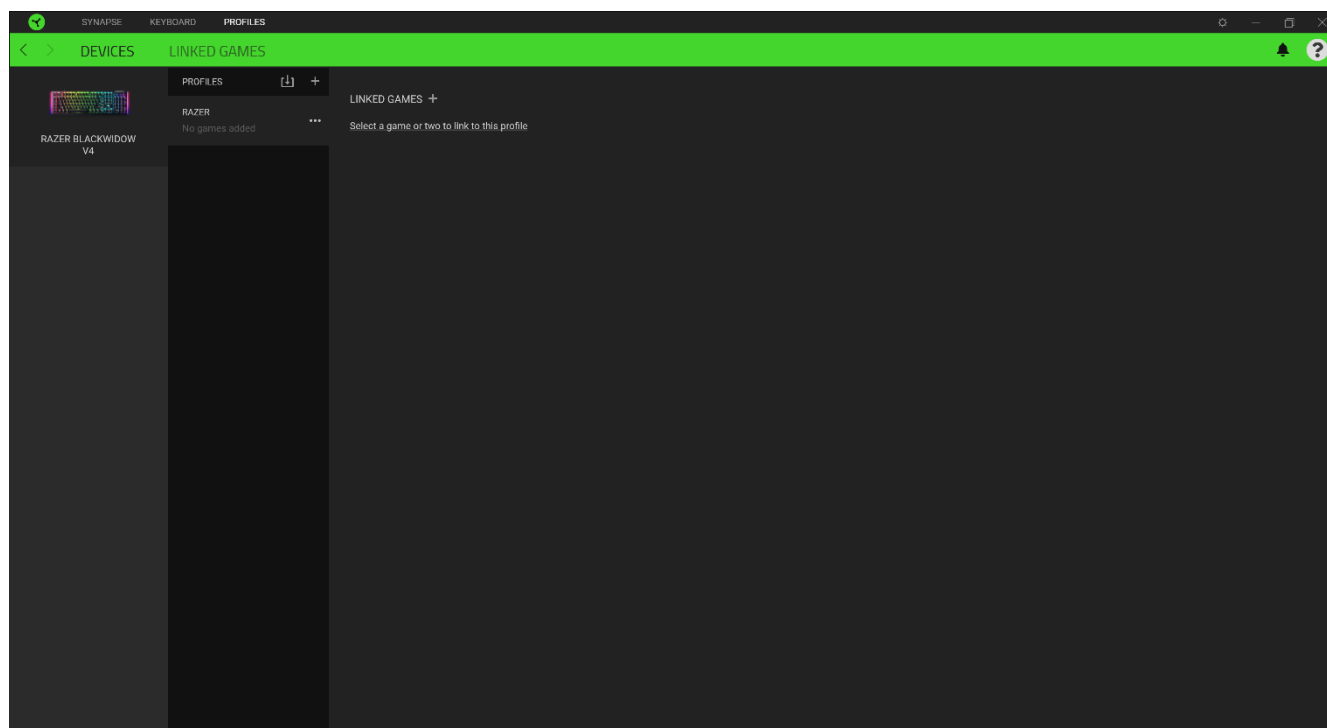 SYNAPSE KEYBOARD PROFILES
DEVICES LINKED GAMES
?
RAZER BLACKWIDOW
V4
PROFILES
RAZER
No games added
LINKED GAMES
Select a game or two to link to this profile